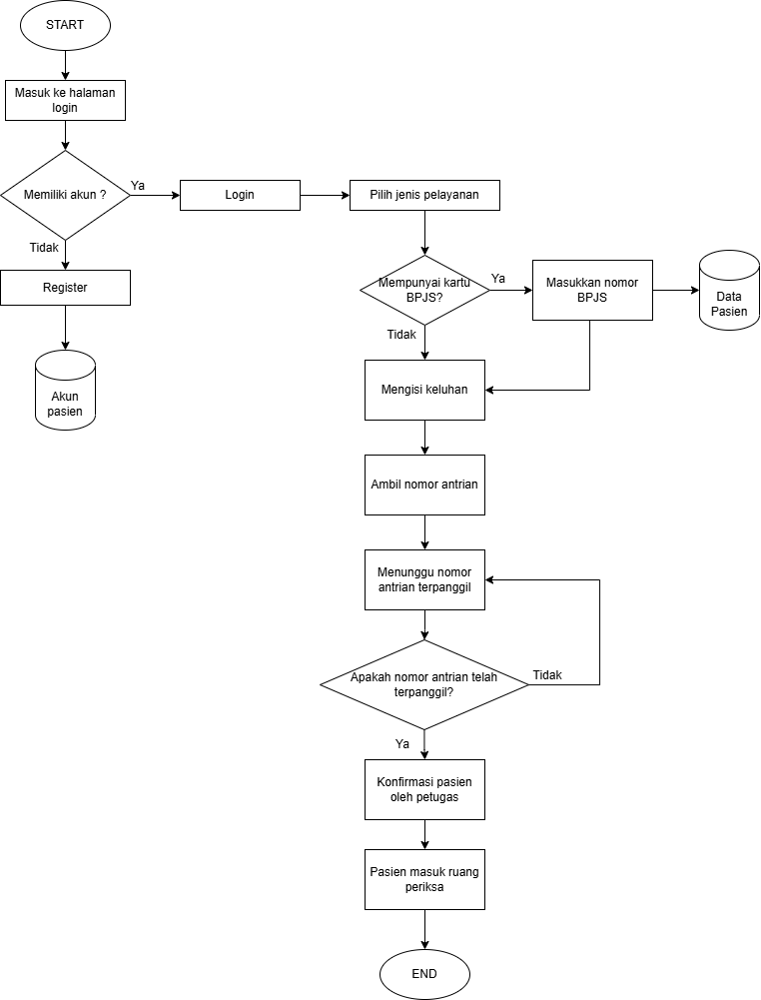 START
Masuk ke halaman
login
Memiliki akun ?
Ya
Login
Pilih jenis pelayanan
Tidak
Register
Akun
pasien
Mempunyai kartu
BPJS?
Ya
Masukkan nomor
BPJS
Data
Pasien
Tidak
Mengisi keluhan
Ambil nomor antrian
Menunggu nomor
antrian terpanggil
Apakah nomor antrian telah
terpanggil?
Tidak
Ya
Konfirmasi pasien
oleh petugas
Pasien masuk ruang
periksa
END